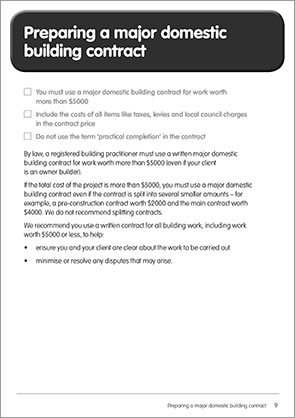 Preparing a major domestic
building contract
You must use a major domestic building contract for work worth
more than $5000
Include the costs of all items like taxes, levies and local council charges
in the contract price
Do not use the term ‘practical completion’ in the contract
By law, a registered building practitioner must use a written major domestic
building contract for work worth more than $5000 (even if your client
is an owner builder).
If the total cost of the project is more than $5000, you must use a major domestic
building contract even if the contract is split into several smaller amounts – for
example, a pre-construction contract worth $2000 and the main contract worth
$4000. We do not recommend splitting contracts.
We recommend you use a written contract for all building work, including work
worth $5000 or less, to help:
• ensure you and your client are clear about the work to be carried out
• minimise or resolve any disputes that may arise.
Preparing a major domestic building contract 9